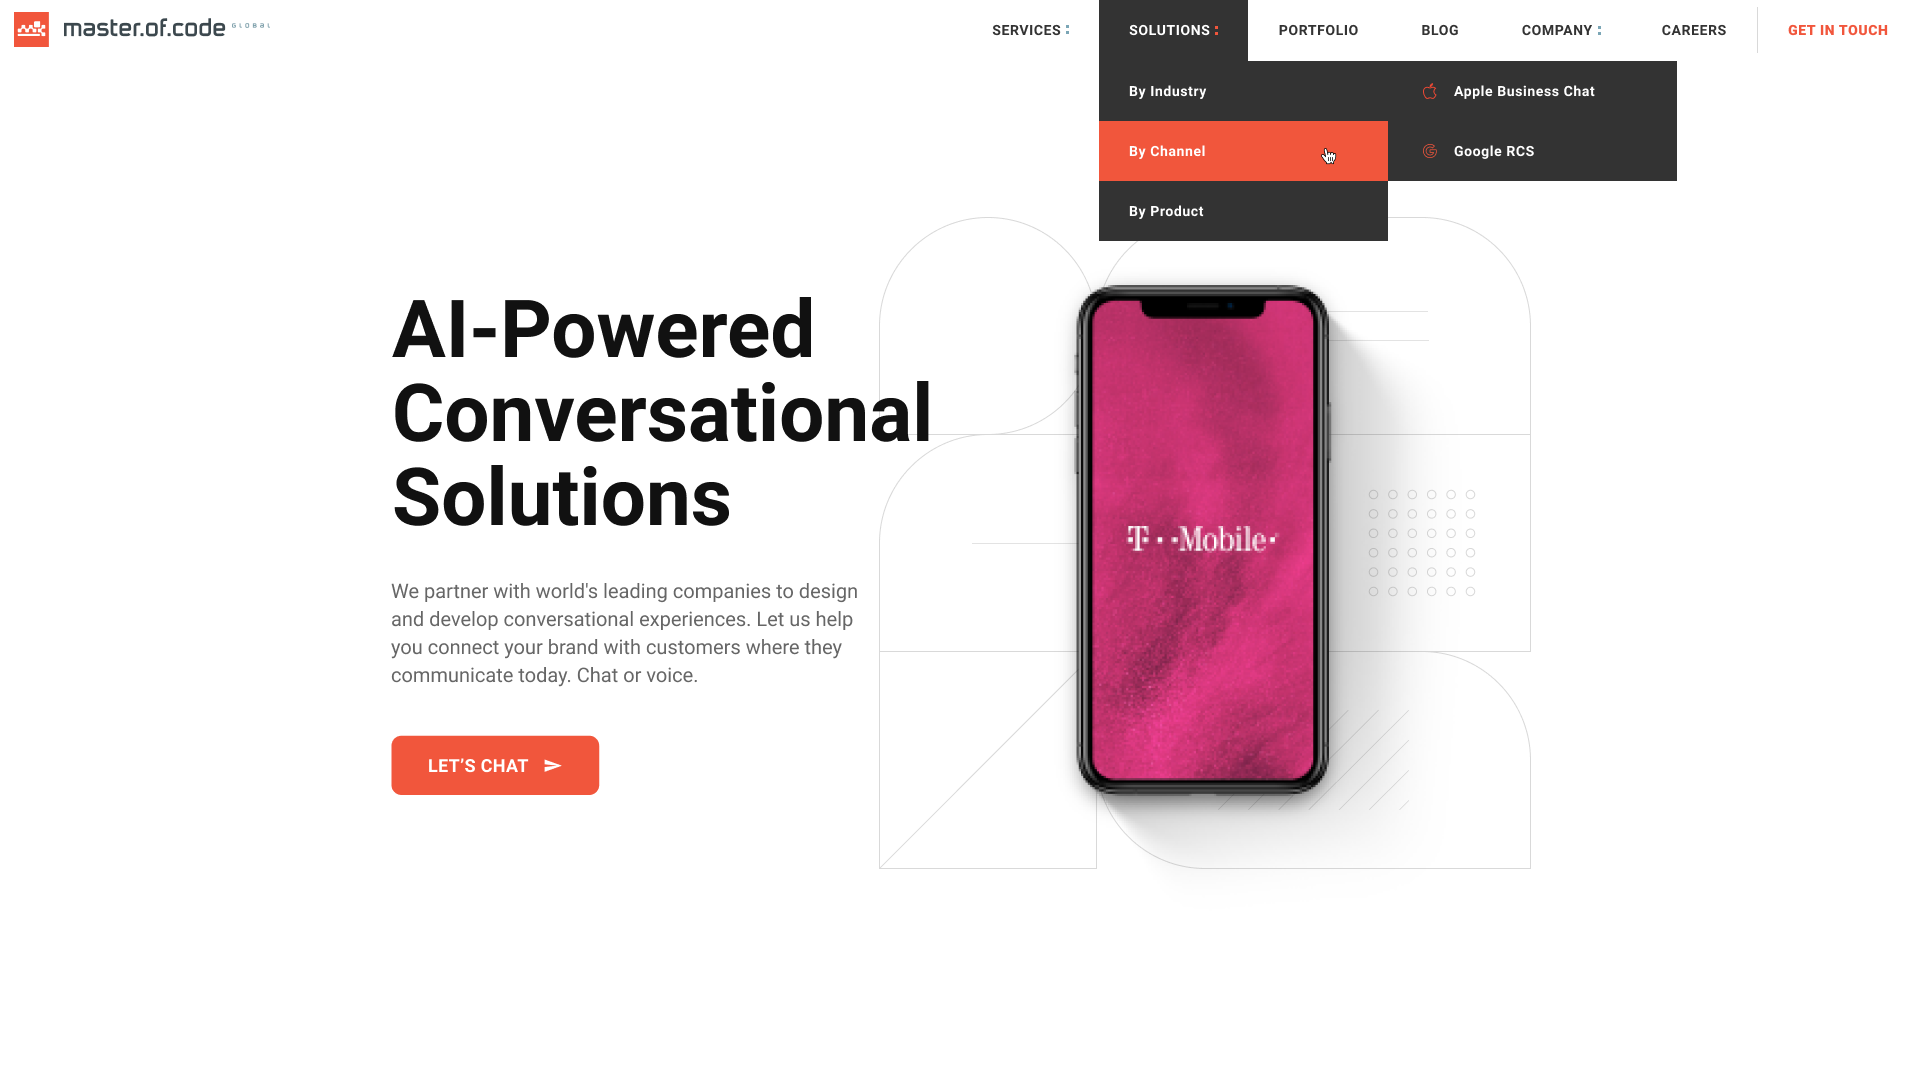 master.of.code GLOBAL
SERVICES
SOLUTIONS
PORTFOLIO
BLOG
COMPANY
CAREERS
GET IN TOUCH
By Industry
By Channel
By Product
Apple Business Chat
Google RCS
AI-Powered
Conversational
Solutions
We partner with world's leading companies to design
and develop conversational experiences. Let us help
you connect your brand with customers where they
communicate today. Chat or voice.
LET’S CHAT
T··Mobile·